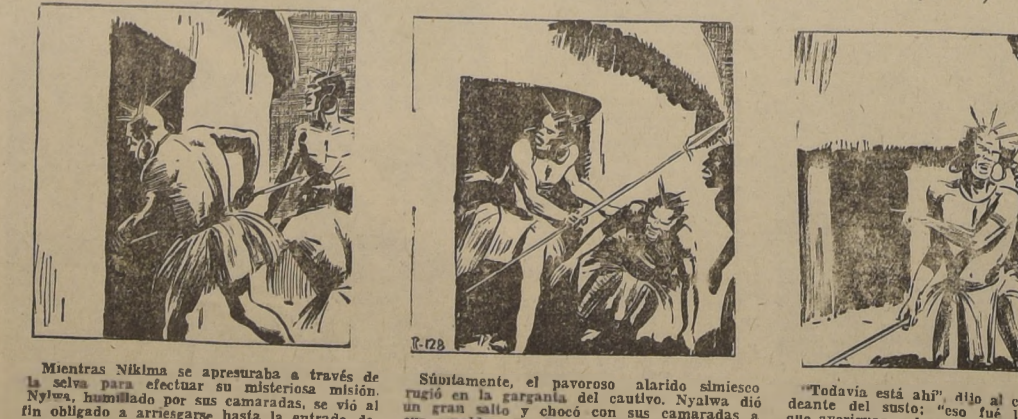 R-128
Mientras Nikima se apresuraba a través de
la selva para efectuar su misteriosa misión,
Nylwa, humillado por sus camaradas, se vió al
fin obligado a arriesgarse hasta la entrada de
Súbitamente, el pavoroso alarido simiesco
rugió en la garganta del cautivo. Nyalwa dió
un gran salto y chocó con sus camaradas a
"Todavía está ahí", dijo al c
deante del susto; "eso fué